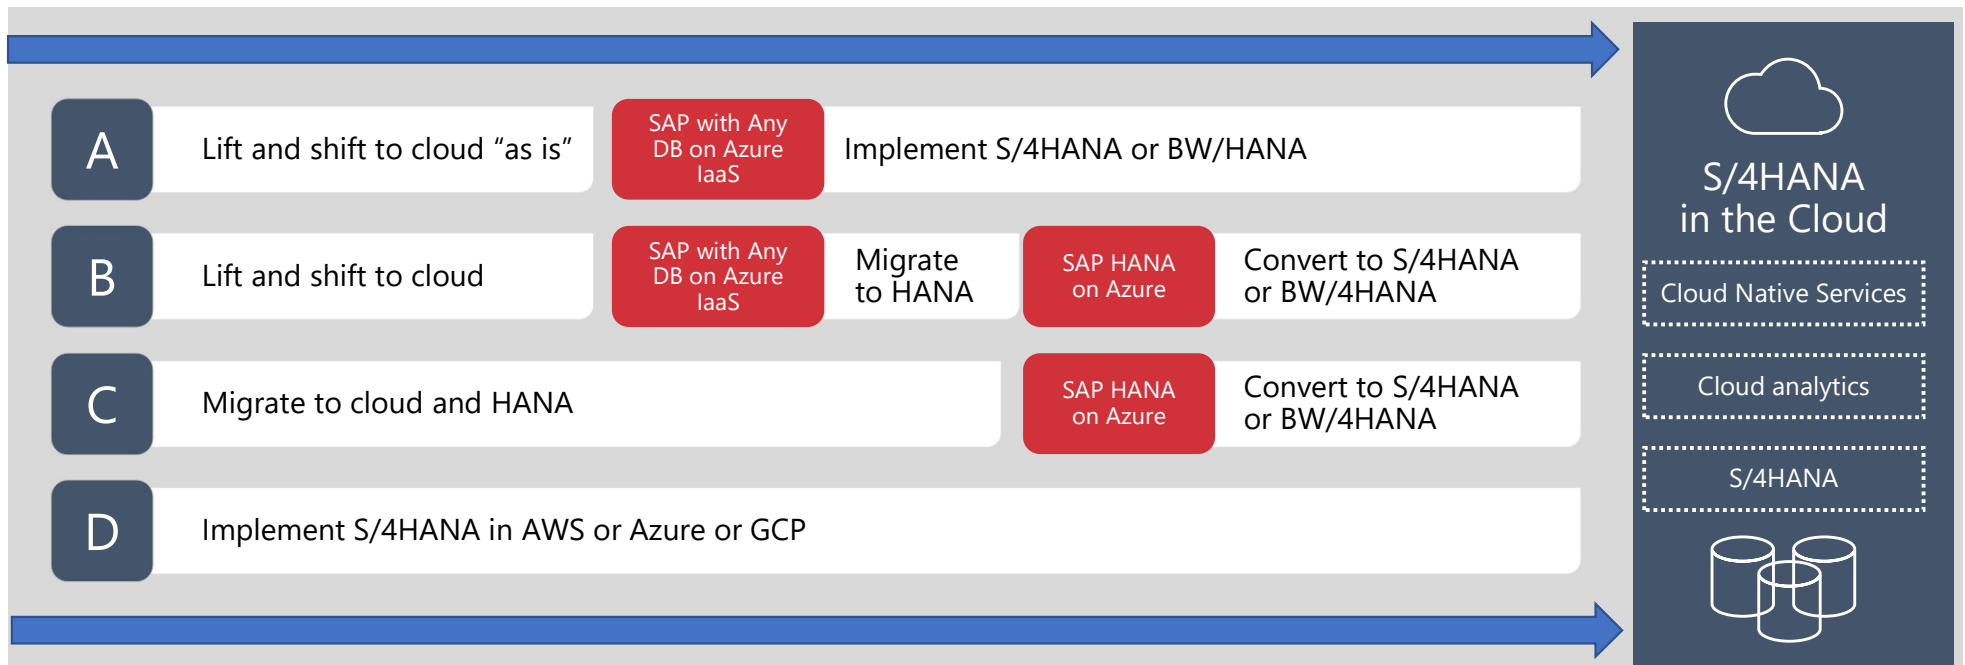 A
Lift and shift to cloud “as is”
SAP with Any
DB on Azure
IaaS
Implement S/4HANA or BW/HANA
B
Lift and shift to cloud
SAP with Any
DB on Azure
IaaS
Migrate
to HANA
SAP HANA
on Azure
Convert to S/4HANA
or BW/4HANA
C
Migrate to cloud and HANA
SAP HANA
on Azure
Convert to S/4HANA
or BW/4HANA
D
Implement S/4HANA in AWS or Azure or GCP
S/4HANA
in the Cloud
Cloud Native Services
Cloud analytics
S/4HANA